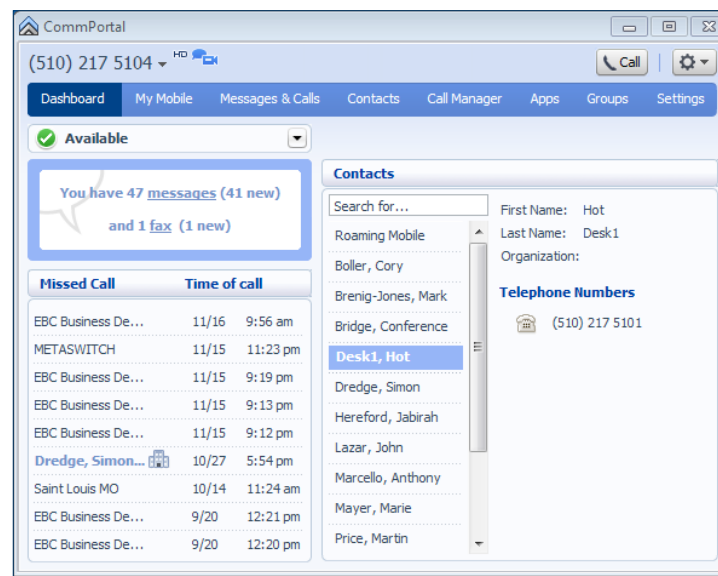 CommPortal
(510) 217 5104 HD
Call
Dashboard My Mobile Messages & Calls Contacts Call Manager Apps Groups Settings
Available
You have 47 messages (41 new)
and 1 fax (1 new)
Missed Call Time of call
EBC Business De... 11/16 9:56 am
METASWITCH 11/15 11:23 pm
EBC Business De... 11/15 9:19 pm
EBC Business De... 11/15 9:13 pm
EBC Business De... 11/15 9:12 pm
Dredge, Simon... 10/27 5:54 pm
Saint Louis MO 10/14 11:24 am
EBC Business De... 9/20 12:21 pm
EBC Business De... 9/20 12:20 pm
Contacts
Search for...
Roaming Mobile
Boller, Cory
Brenig-Jones, Mark
Bridge, Conference
Desk1, Hot
Dredge, Simon
Hereford, Jabirah
Lazar, John
Marcello, Anthony
Mayer, Marie
Price, Martin
First Name: Hot
Last Name: Desk1
Organization:
Telephone Numbers
(510) 217 5101